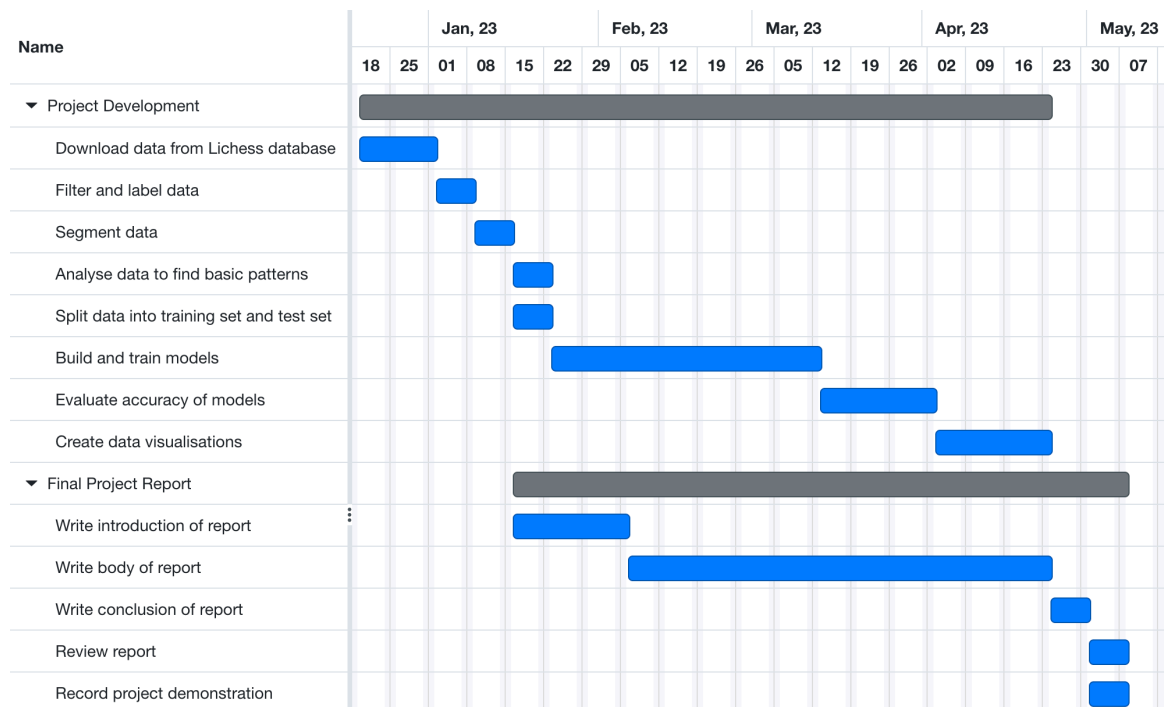 Name
Jan, 23 Feb, 23 Mar, 23 Apr, 23 May, 23
18 25 01 08 15 22 29 05 12 19 26 05 12 19 26 02 09 16 23 30 07
Project Development
Download data from Lichess database
Filter and label data
Segment data
Analyse data to find basic patterns
Split data into training set and test set
Build and train models
Evaluate accuracy of models
Create data visualisations
Final Project Report
Write introduction of report
Write body of report
Write conclusion of report
Review report
Record project demonstration